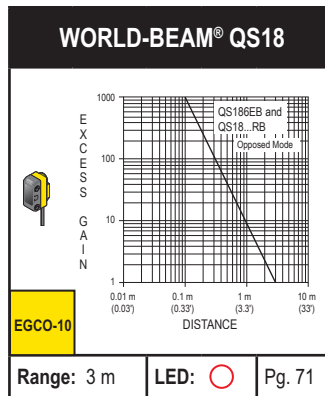 WORLD-BEAM® QS18
EXCESS GAIN
1000
100
10
1
QS186EB and
QS18...RB
Opposed Mode
0.01 m 0.1 m 1 m 10 m
(0.03') (0.33') (3.3') (33')
DISTANCE
EGCO-10
Range: 3 m LED: Pg. 71